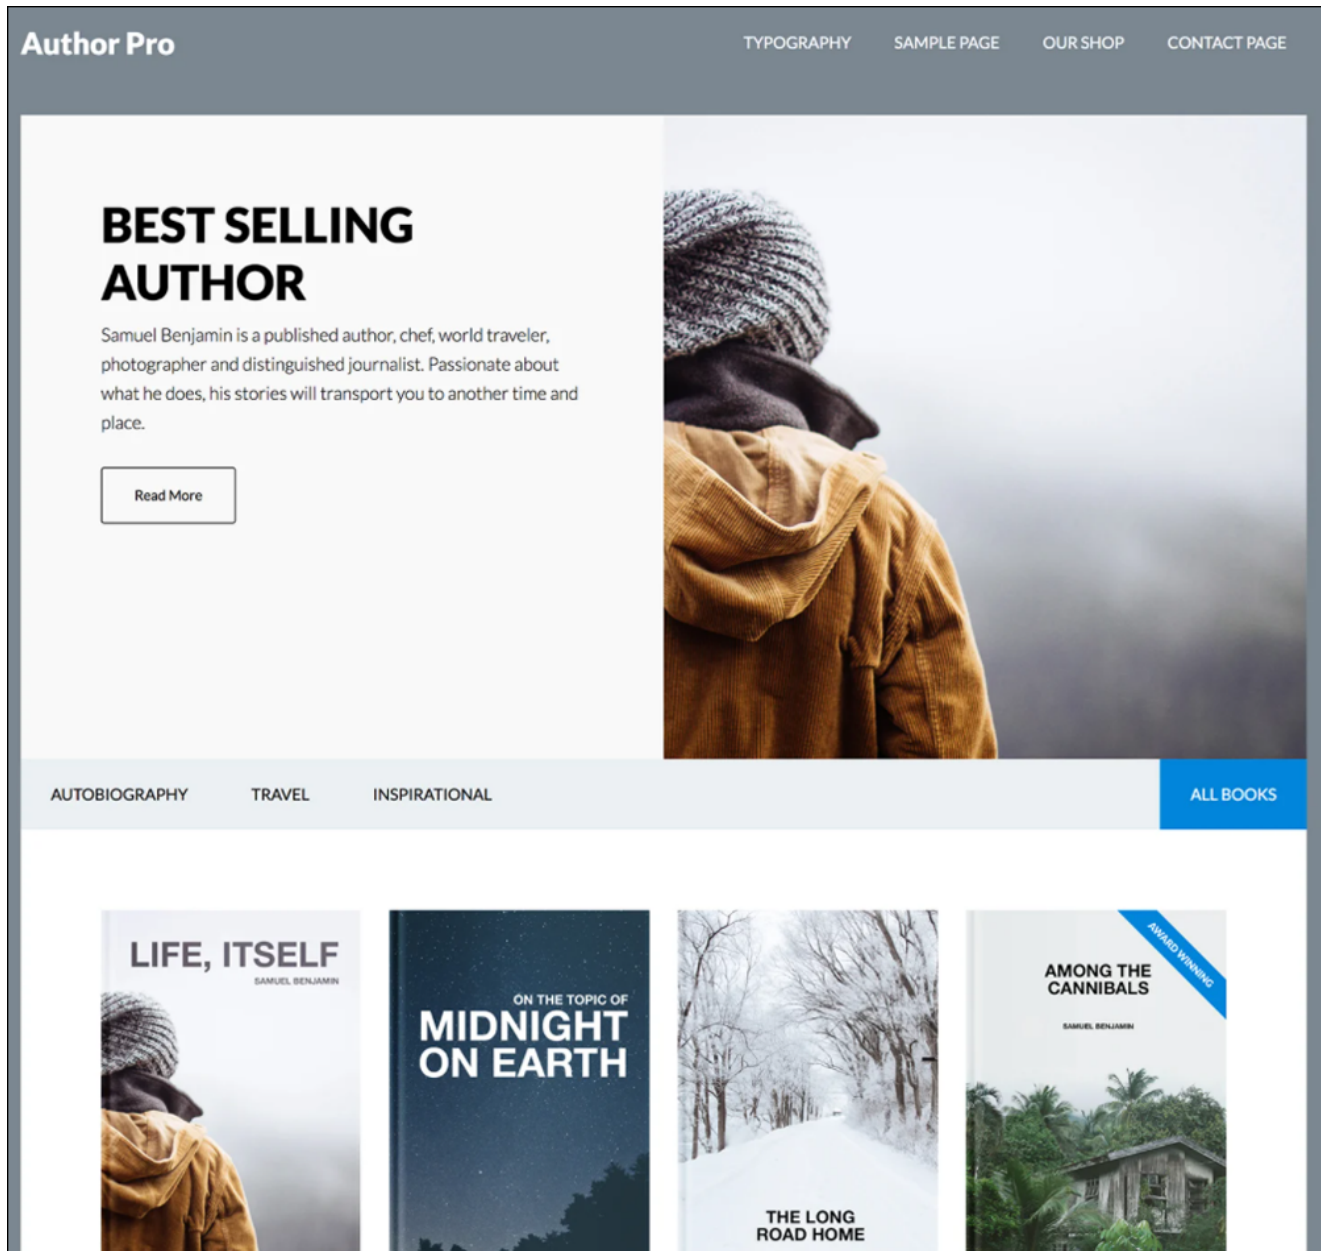 Author Pro
TYPOGRAPHY
SAMPLE PAGE
OUR SHOP
CONTACT PAGE
BEST SELLING
AUTHOR
Samuel Benjamin is a published author, chef, world traveler,
photographer and distinguished journalist. Passionate about
what he does, his stories will transport you to another time and
place.
Read More
AUTOBIOGRAPHY
TRAVEL
INSPIRATIONAL
ALL BOOKS
LIFE, ITSELF
SAMUEL BENJAMIN
ON THE TOPIC OF
MIDNIGHT
ON EARTH
THE LONG
ROAD HOME
AWARD WINNING
AMONG THE
CANNIBALS
SAMUEL BENJAMIN